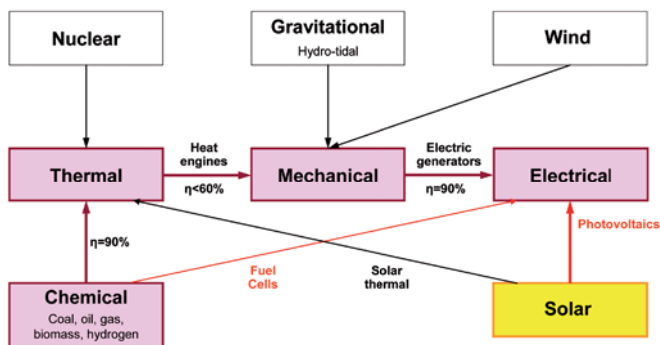 Nuclear
Gravitational
Hydro-tidal
Wind
Thermal
Heat
engines
η<60%
Mechanical
Electric
generators
η=90%
Electrical
η=90%
Photovoltaics
Fuel
Cells
Solar
thermal
Chemical
Coal, oil, gas,
biomass, hydrogen
Solar